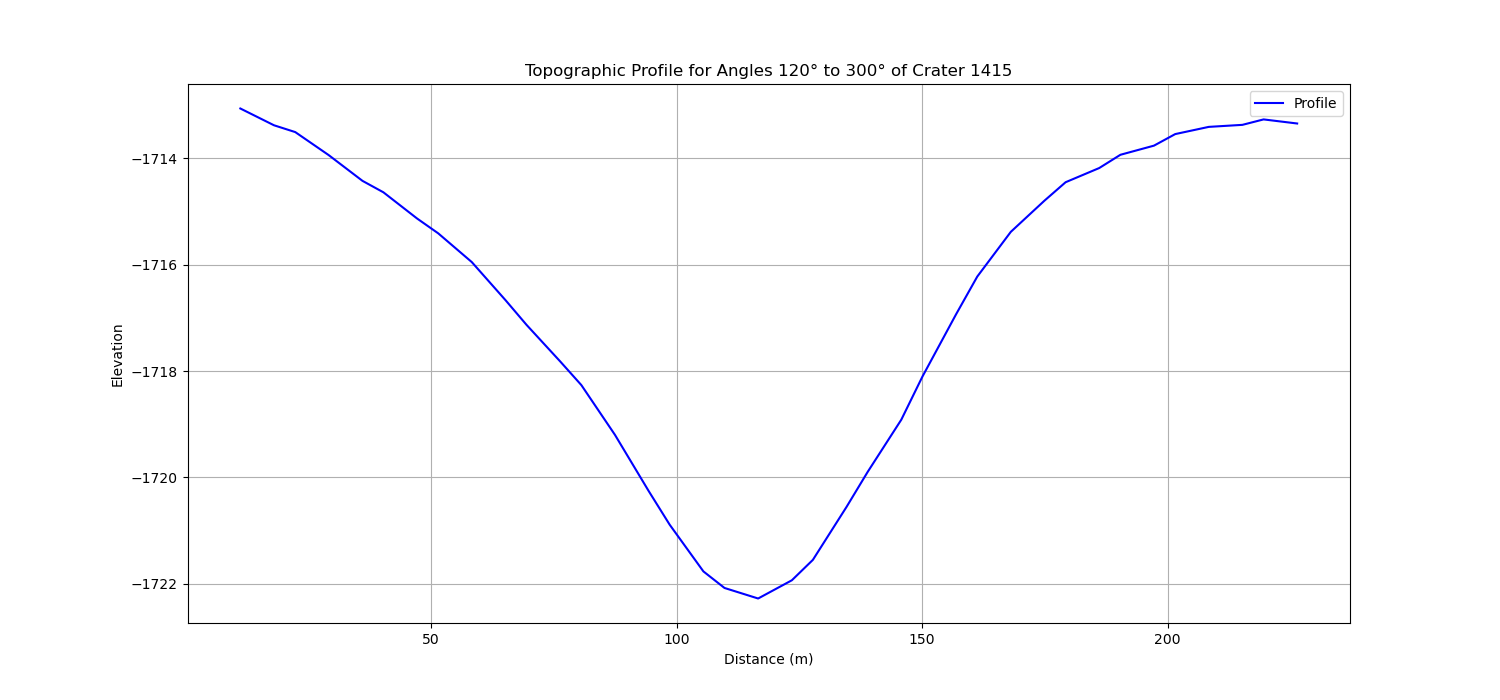 Topographic Profile for Angles 120° to 300° of Crater 1415
Profile
−1714
−1716
−1718
−1720
−1722
Elevation
50
100
150
200
Distance (m)